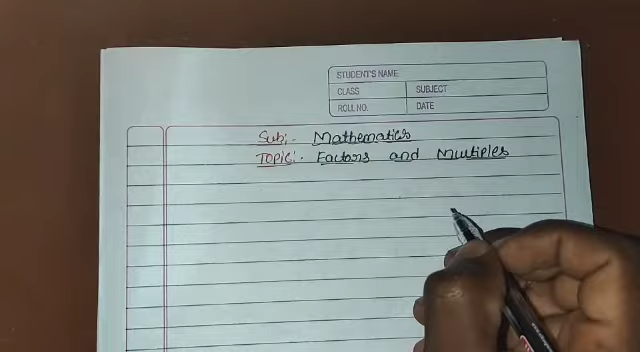 STUDENT'S NAME
CLASS SUBJECT
ROLL NO. DATE
Sub:- Mathematics
Topic:- Factors and Multiples